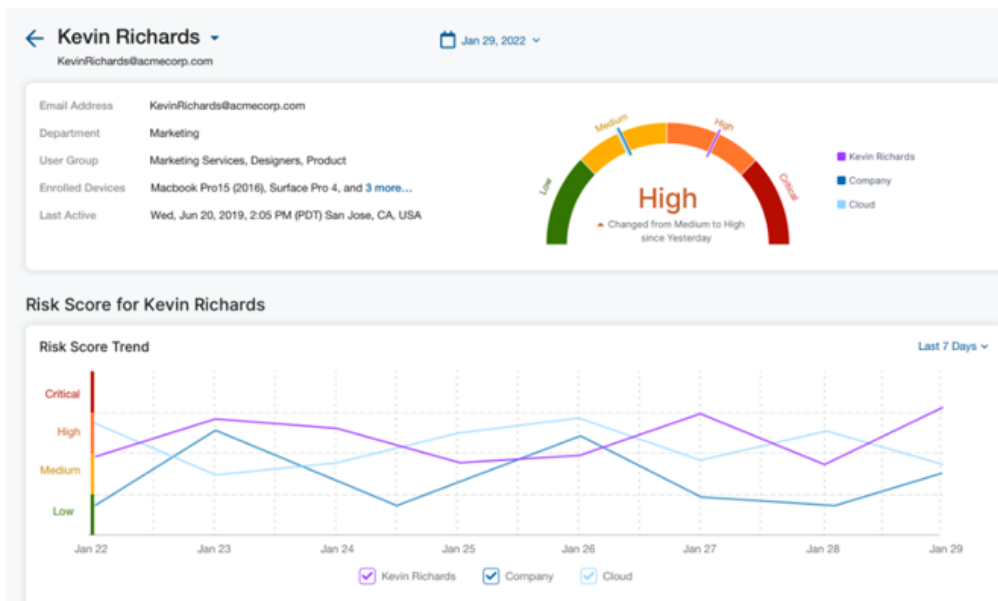 Kevin Richards
KevinRichards@acmecorp.com
Jan 29, 2022
Email Address KevinRichards@acmecorp.com
Department Marketing
User Group Marketing Services, Designers, Product
Enrolled Devices Macbook Pro15 (2016), Surface Pro 4, and 3 more...
Last Active Wed, Jun 20, 2019, 2:05 PM (PDT) San Jose, CA, USA
Low
Medium
High
Critical
High
Changed from Medium to High
since Yesterday
Kevin Richards
Company
Cloud
Risk Score for Kevin Richards
Risk Score Trend
Last 7 Days
Critical
High
Medium
Low
Jan 22 Jan 23 Jan 24 Jan 25 Jan 26 Jan 27 Jan 28 Jan 29
Kevin Richards Company Cloud